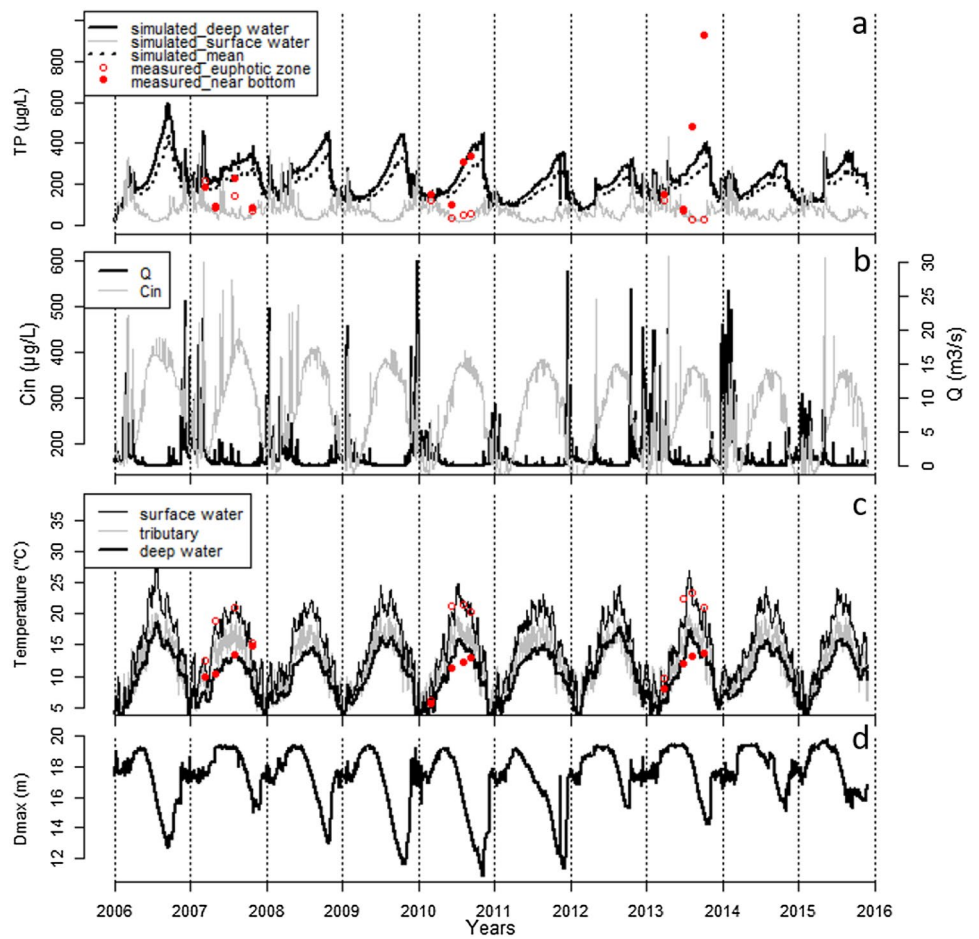 a
simulated_deep water
simulated_surface water
simulated_mean
measured_euphotic zone
measured_near bottom
TP (µg/L)
0 200 400 600 800
b
Q
Cin
Cin (µg/L)
200 300 400 500 600
Q (m3/s)
0 5 10 15 20 25 30
c
surface water
tributary
deep water
Temperature (°C)
5 10 15 20 25 30 35
d
Dmax (m)
12 14 16 18 20
2006 2007 2008 2009 2010 2011 2012 2013 2014 2015 2016
Years